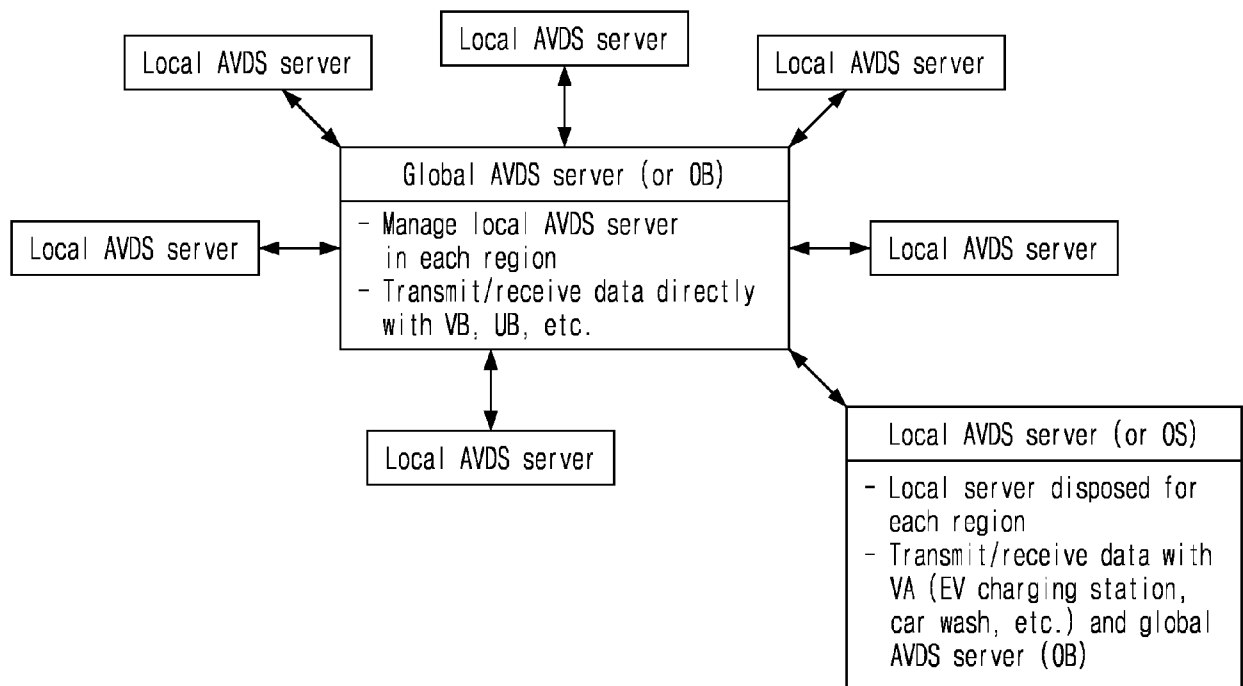 Local AVDS server
Local AVDS server
Local AVDS server
Global AVDS server (or OB)
- Manage local AVDS server
in each region
- Transmit/receive data directly
with VB, UB, etc.
Local AVDS server
Local AVDS server
Local AVDS server
Local AVDS server (or OS)
- Local server disposed for
each region
- Transmit/receive data with
VA (EV charging station,
car wash, etc.) and global
AVDS server (OB)